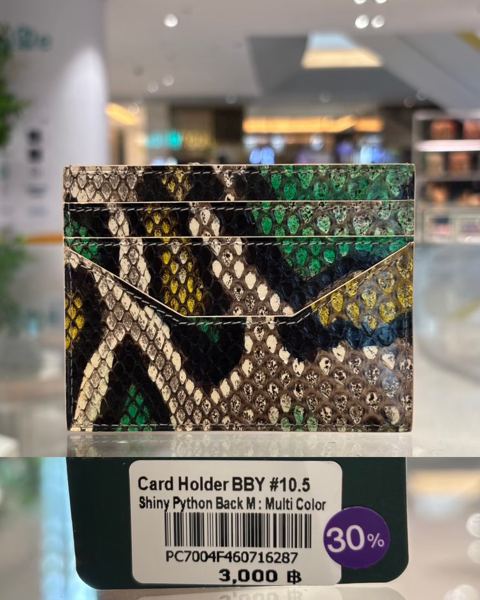 Card Holder BBY #10.5
Shiny Python Back M : Multi Color
30%
PC7004F460716287
3,000 ฿